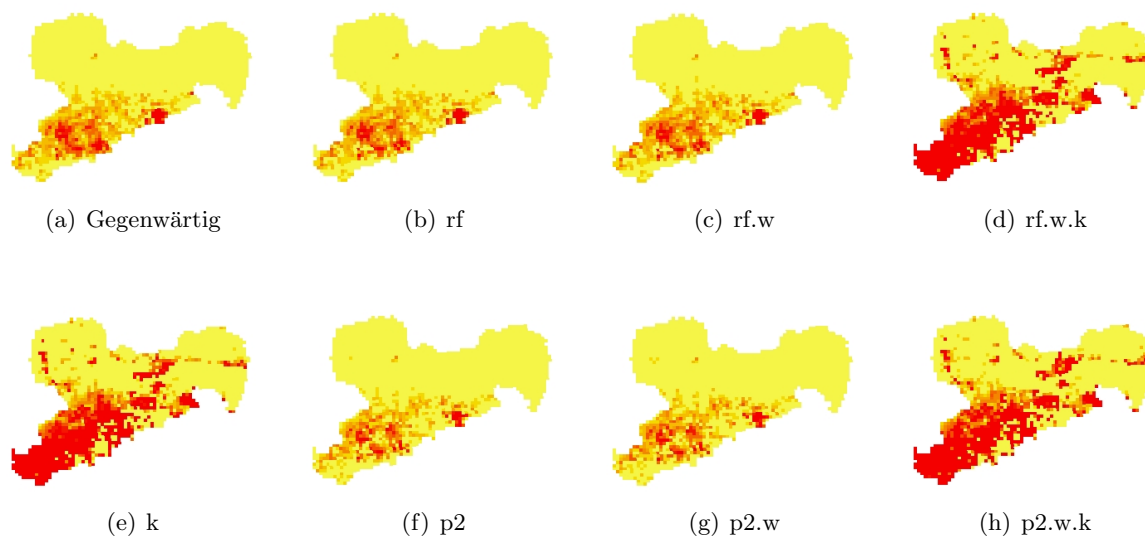 (a) Gegenwärtig
(b) rf
(c) rf.w
(d) rf.w.k
(e) k
(f) p2
(g) p2.w
(h) p2.w.k